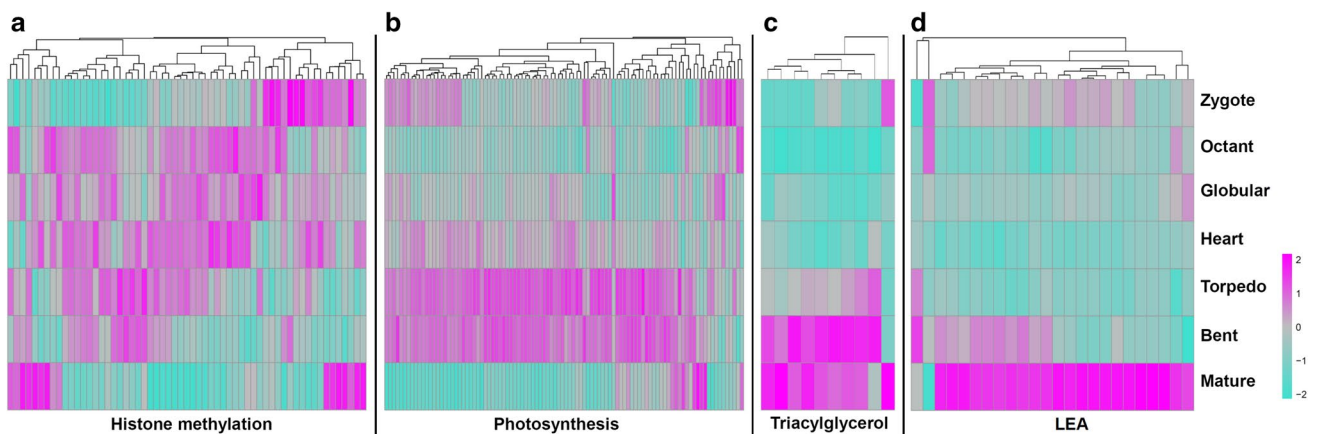 a
b
c
d
Zygote
Octant
Globular
Heart
Torpedo
Bent
Mature
2
1
0
−1
−2
Histone methylation
Photosynthesis
Triacylglycerol
LEA